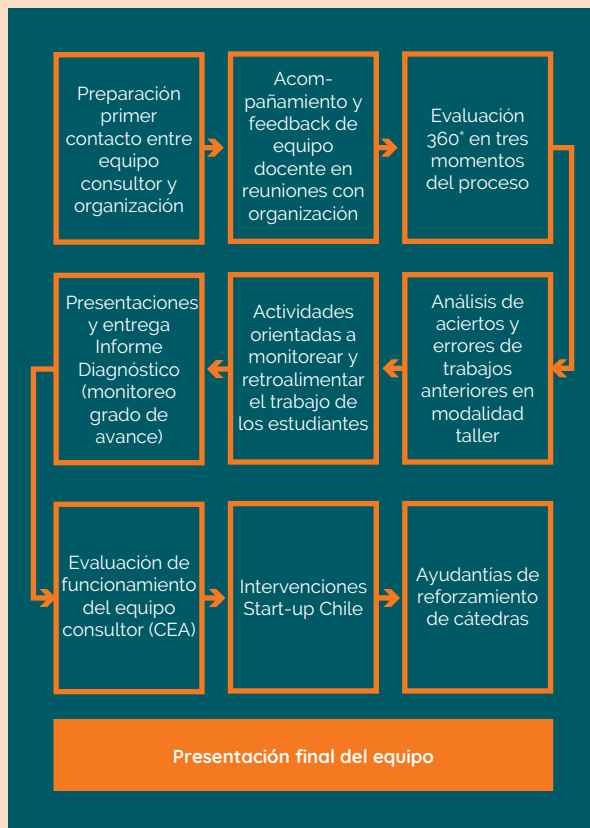 Preparación
primer
contacto entre
equipo
consultor y
organización
Acom-
pañamiento y
feedback de
equipo
docente en
reuniones con
organización
Evaluación
360° en tres
momentos
del proceso
Análisis de
aciertos y
errores de
trabajos
anteriores en
modalidad
taller
Actividades
orientadas a
monitorear y
retroalimentar
el trabajo de
los estudiantes
Presentaciones
y entrega
Informe
Diagnóstico
(monitoreo
grado de
avance)
Evaluación de
funcionamiento
del equipo
consultor (CEA)
Intervenciones
Start-up Chile
Ayudantías de
reforzamiento
de cátedras
Presentación final del equipo